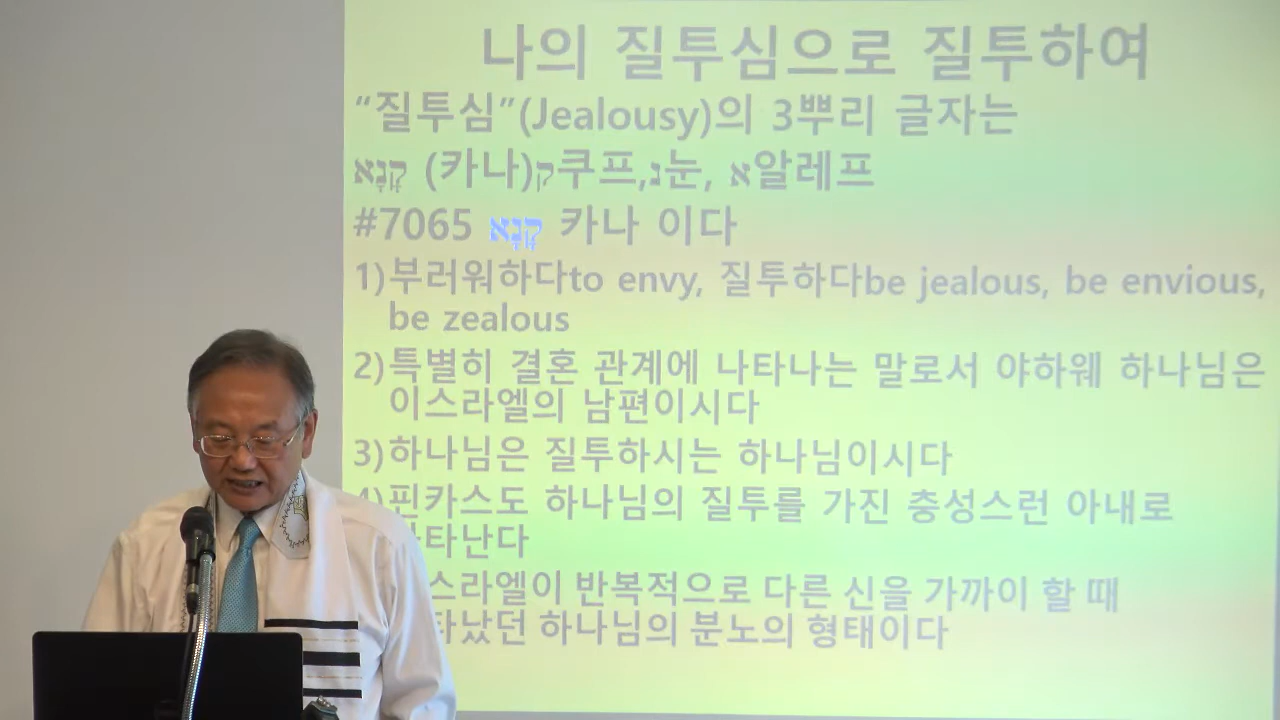 나의 질투심으로 질투하여
“질투심”(Jealousy)의 3뿌리 글자는
קָנָא (카나)ק쿠프,נ눈, א알레프
#7065 קָנָא 카나 이다
1)부러워하다to envy, 질투하다be jealous, be envious,
be zealous
2)특별히 결혼 관계에 나타나는 말로서 야하웨 하나님은
이스라엘의 남편이시다
3)하나님은 질투하시는 하나님이시다
4)핀카스도 하나님의 질투를 가진 충성스런 아내로
타난다
스라엘이 반복적으로 다른 신을 가까이 할 때
타났던 하나님의 분노의 형태이다